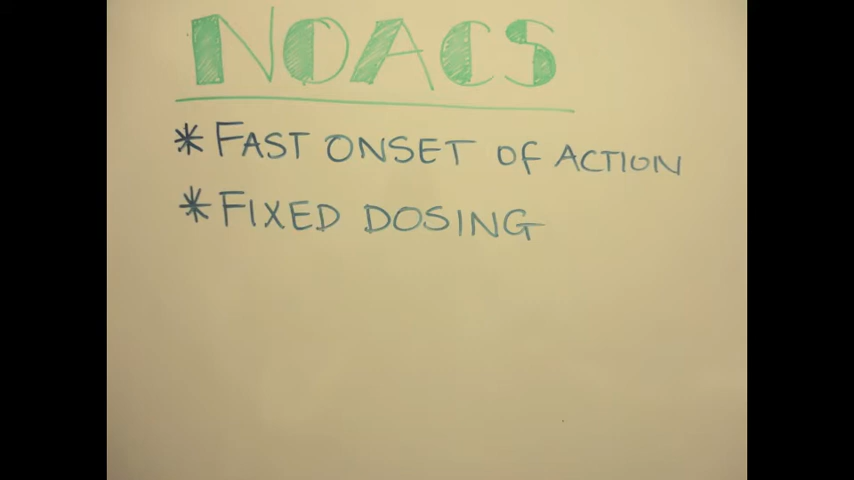 NOACS
* FAST ONSET OF ACTION
* FIXED DOSING